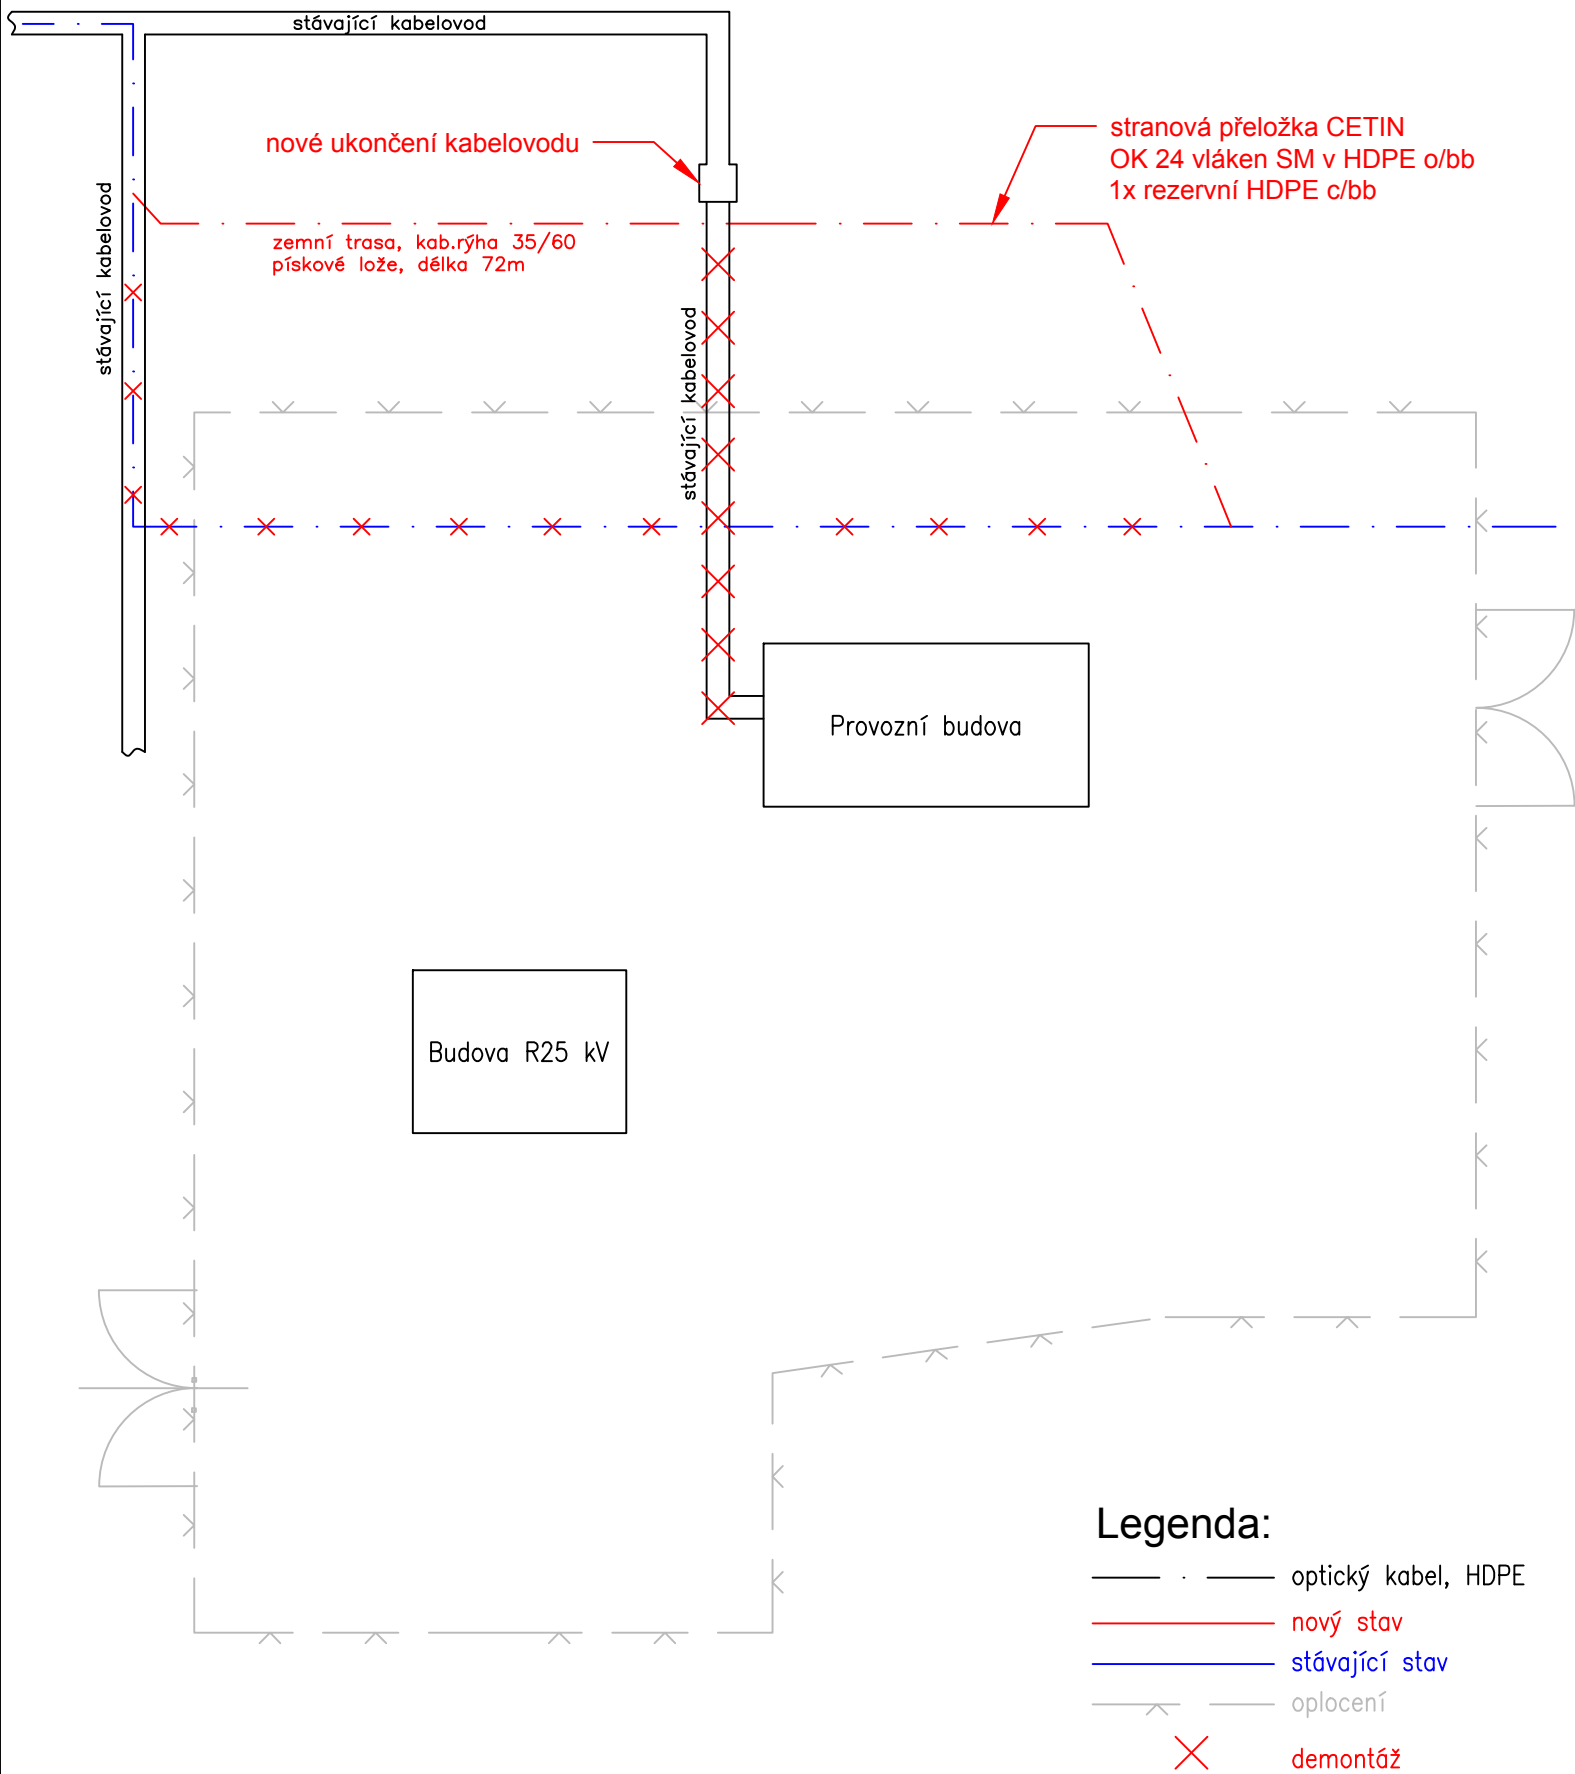 stávající kabelovod
nové ukončení kabelovodu
stranová přeložka CETIN
OK 24 vláken SM v HDPE o/bb
1x rezervní HDPE c/bb
zemní trasa, kab.rýha 35/60
pískové lože, délka 72m
stávající kabelovod
stávající kabelovod
Provozní budova
Budova R25 kV
Legenda:
optický kabel, HDPE
nový stav
stávající stav
oplocení
demontáž